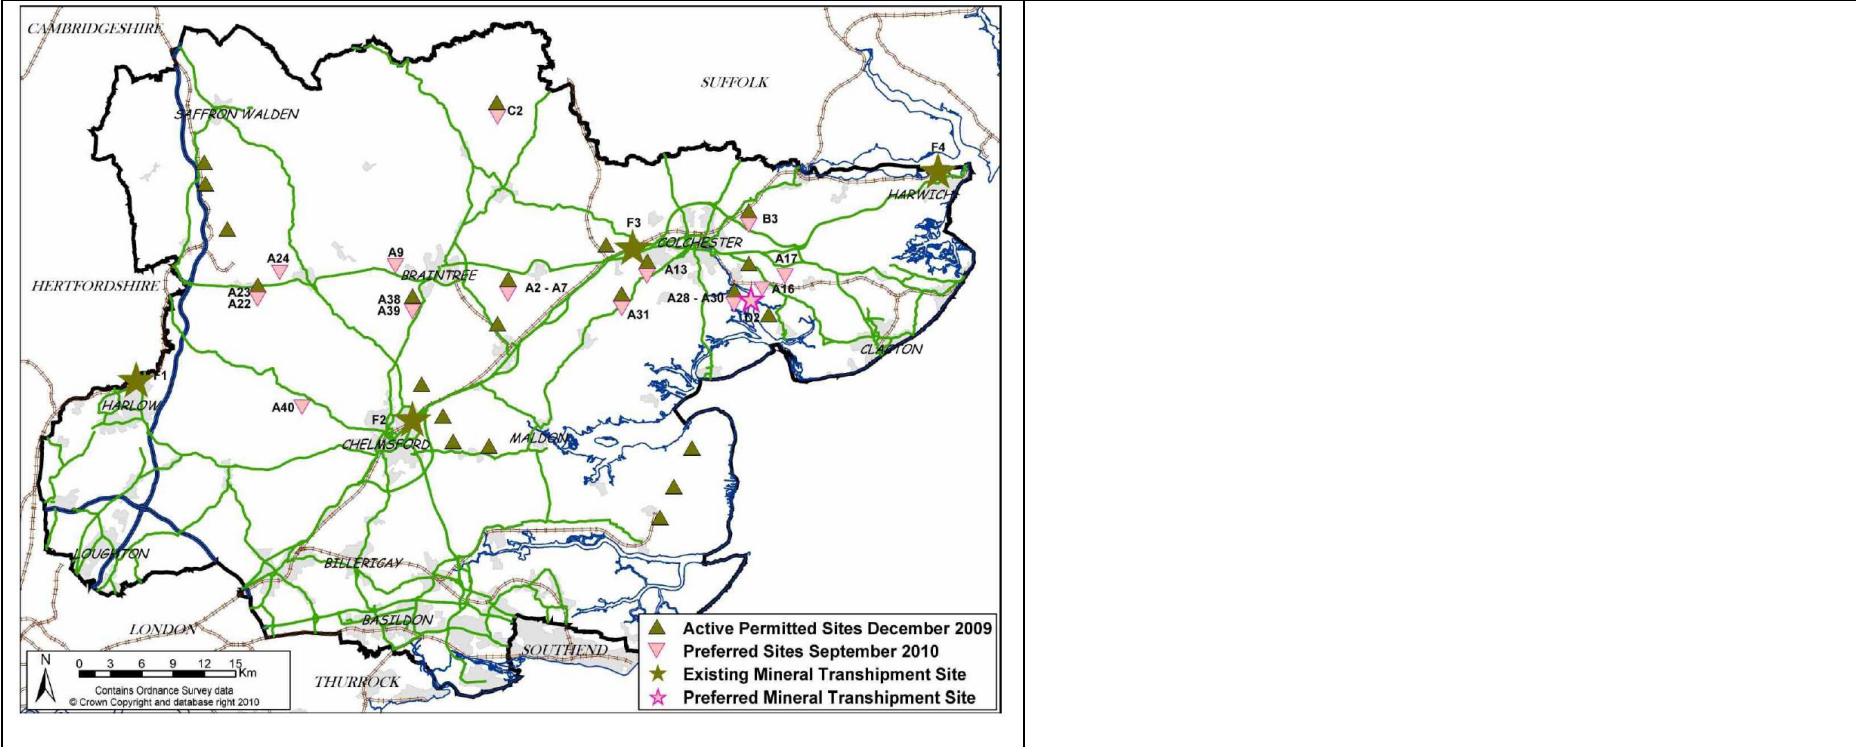 CAMBRIDGESHIRE
SUFFOLK
C2
SAFFRON WALDEN
F4
HARWICH
B3
F3
COLCHESTER
A24
A9
A17
A13
BRAINTREE
HERTFORDSHIRE
A23
A22
A2 - A7
A16
A38
A39
A28 - A30
A31
D2
CLACTON
F1
HARLOW
A40
F2
CHELMSFORD
MALDON
LOUGHTON
BILLERIGAY
BASILDON
LONDON
SOUTHEND
THURROCK
N
0 3 6 9 12 15
Km
Contains Ordnance Survey data
© Crown Copyright and database right 2010
Active Permitted Sites December 2009
Preferred Sites September 2010
Existing Mineral Transhipment Site
Preferred Mineral Transhipment Site